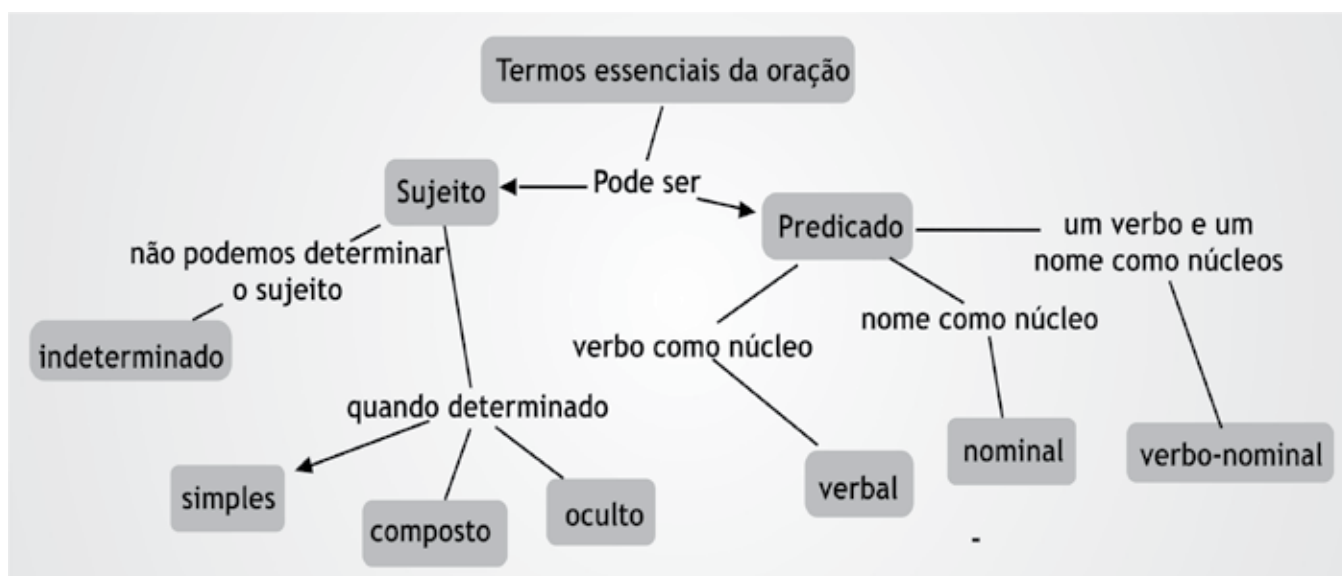 Termos essenciais da oração
Pode ser
Sujeito
Predicado
não podemos determinar
o sujeito
indeterminado
quando determinado
simples
composto
oculto
verbo como núcleo
verbal
nome como núcleo
nominal
um verbo e um
nome como núcleos
verbo-nominal
-